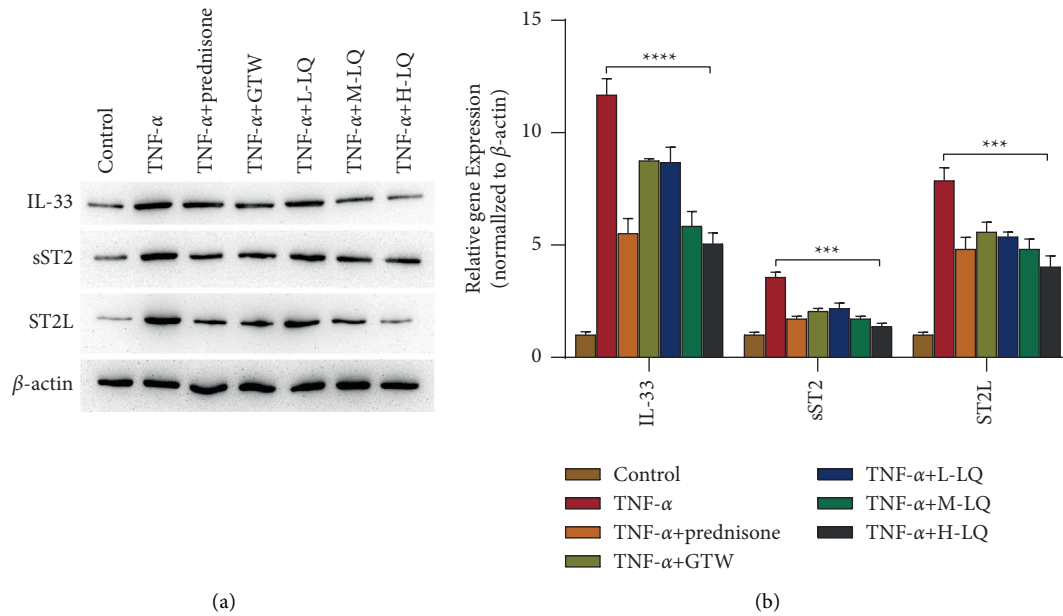 Control
TNF-α
TNF-α+prednisone
TNF-α+GTW
TNF-α+L-LQ
TNF-α+M-LQ
TNF-α+H-LQ
IL-33
sST2
ST2L
β-actin
(a)
Relative gene Expression
(normallized to β-actin)
15
10
5
0
****
***
***
IL-33
sST2
ST2L
Control
TNF-α
TNF-α+prednisone
TNF-α+GTW
TNF-α+L-LQ
TNF-α+M-LQ
TNF-α+H-LQ
(b)